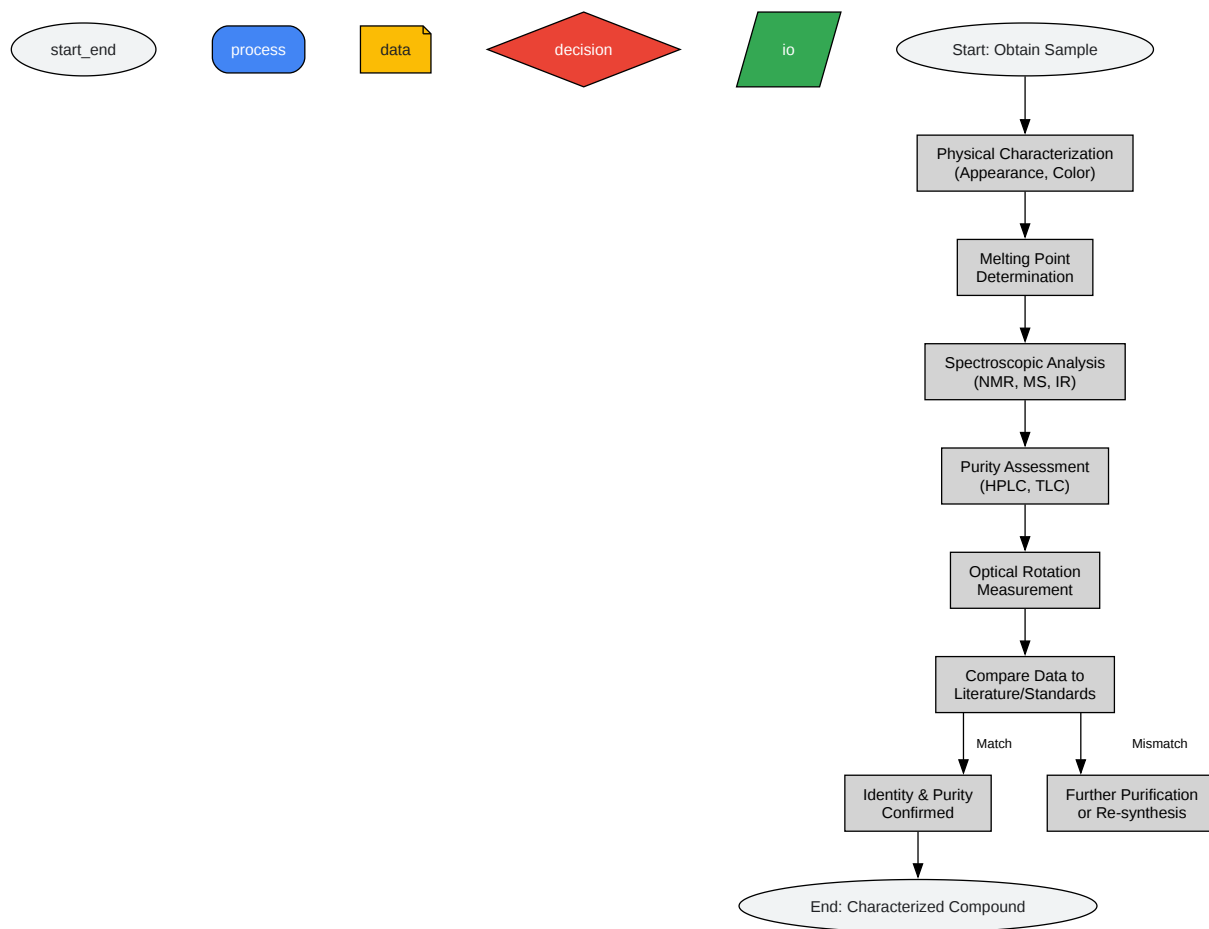 start_end
process
data
decision
io
Start: Obtain Sample
Physical Characterization
(Appearance, Color)
Melting Point
Determination
Spectroscopic Analysis
(NMR, MS, IR)
Purity Assessment
(HPLC, TLC)
Optical Rotation
Measurement
Compare Data to
Literature/Standards
Match
Mismatch
Identity & Purity
Confirmed
Further Purification
or Re-synthesis
End: Characterized Compound